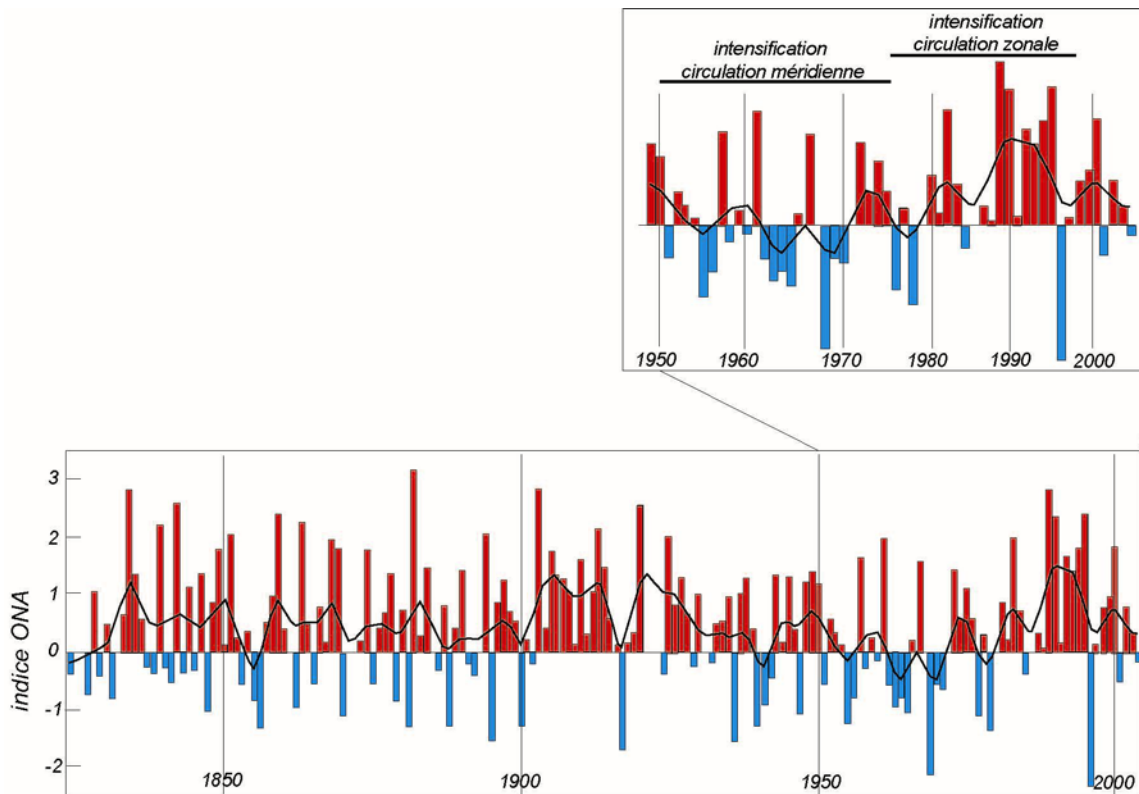 intensification
circulation zonale
intensification
circulation méridienne
1950 1960 1970 1980 1990 2000
3
2
1
0
-1
-2
indice ONA
1850 1900 1950 2000